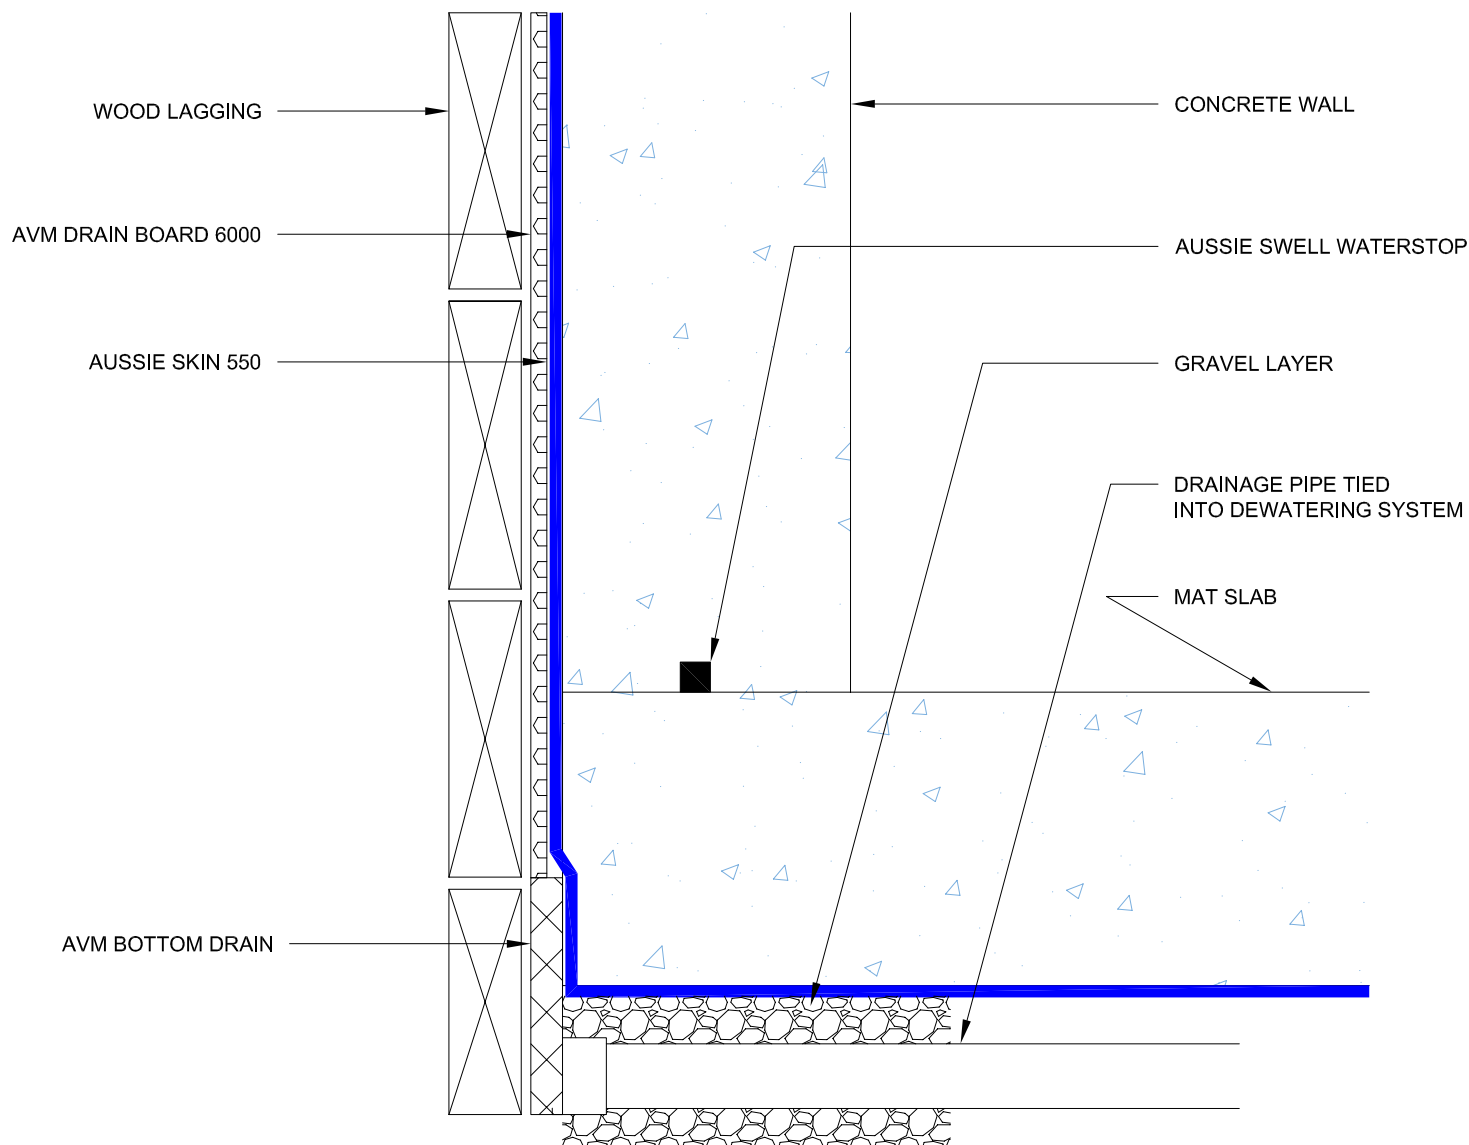 WOOD LAGGING
AVM DRAIN BOARD 6000
AUSSIE SKIN 550
AVM BOTTOM DRAIN
CONCRETE WALL
AUSSIE SWELL WATERSTOP
GRAVEL LAYER
DRAINAGE PIPE TIED
INTO DEWATERING SYSTEM
MAT SLAB